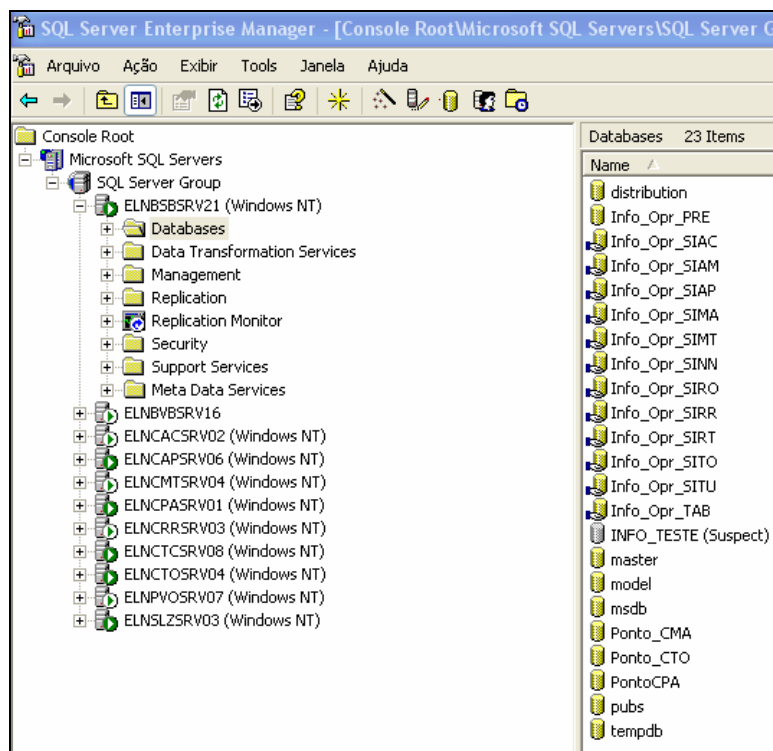 SQL Server Enterprise Manager - [Console Root\Microsoft SQL Servers\SQL Server G
Arquivo Ação Exibir Tools Janela Ajuda
Console Root
Microsoft SQL Servers
SQL Server Group
ELNBSBSRV21 (Windows NT)
Databases
Data Transformation Services
Management
Replication
Replication Monitor
Security
Support Services
Meta Data Services
ELNBVBSRV16
ELNCACSRV02 (Windows NT)
ELNCAPSRV06 (Windows NT)
ELNCMTSRV04 (Windows NT)
ELNCPASRV01 (Windows NT)
ELNCRRSRV03 (Windows NT)
ELNCTCSRV08 (Windows NT)
ELNCTOSRV04 (Windows NT)
ELNPVOSRV07 (Windows NT)
ELNSLZSRV03 (Windows NT)
Databases 23 Items
Name
distribution
Info_Opr_PRE
Info_Opr_SIAC
Info_Opr_SIAM
Info_Opr_SIAP
Info_Opr_SIMA
Info_Opr_SIMT
Info_Opr_SINN
Info_Opr_SIRO
Info_Opr_SIRR
Info_Opr_SIRT
Info_Opr_SITO
Info_Opr_SITU
Info_Opr_TAB
INFO_TESTE (Suspect)
master
model
msdb
Ponto_CMA
Ponto_CTO
PontoCPA
pubs
tempdb